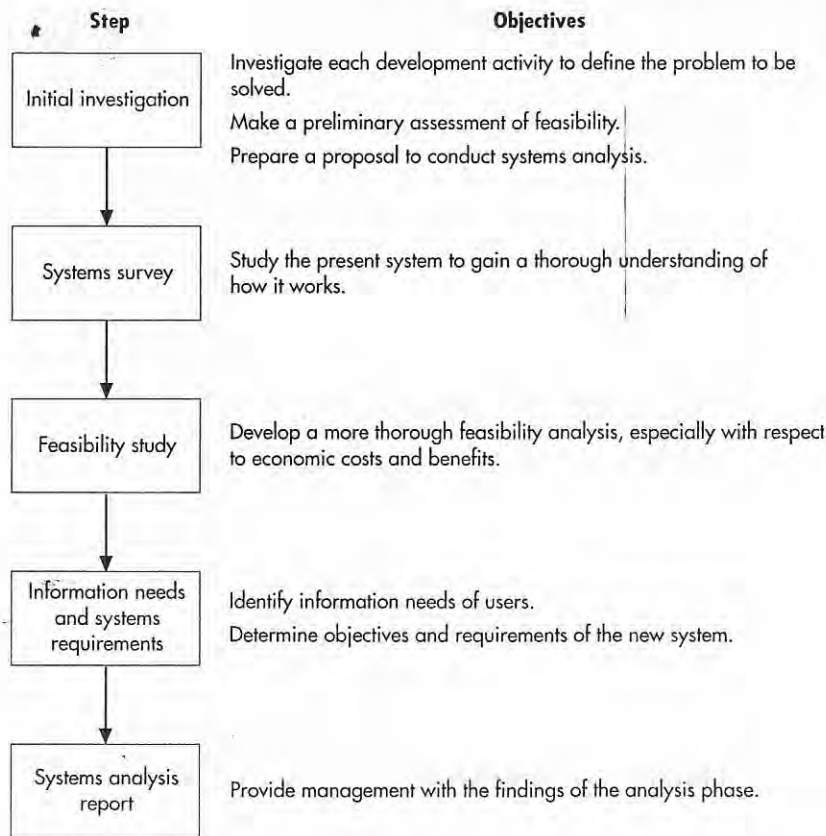 Step
Objectives
Initial investigation
Investigate each development activity to define the problem to be
solved.
Make a preliminary assessment of feasibility.
Prepare a proposal to conduct systems analysis.
Systems survey
Study the present system to gain a thorough understanding of
how it works.
Feasibility study
Develop a more thorough feasibility analysis, especially with respect
to economic costs and benefits.
Information needs
and systems
requirements
Identify information needs of users.
Determine objectives and requirements of the new system.
Systems analysis
report
Provide management with the findings of the analysis phase.